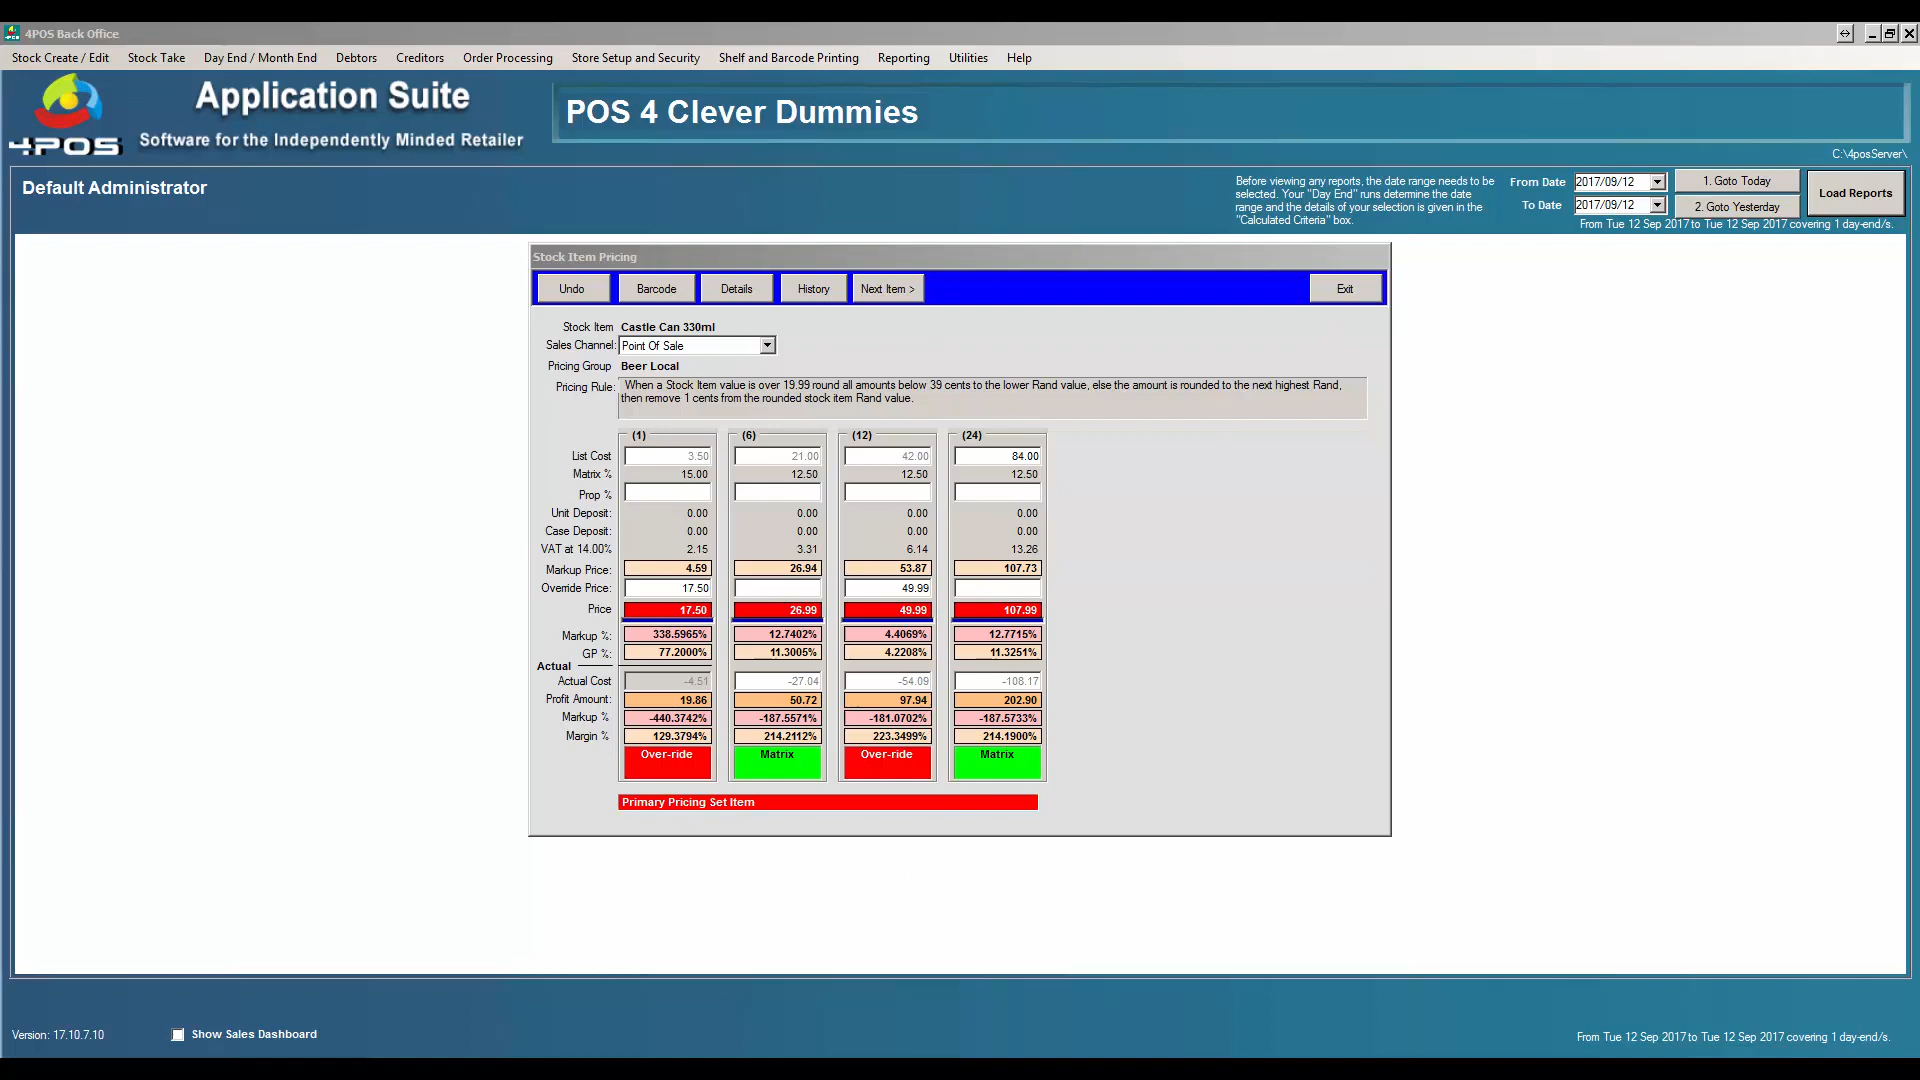 4POS Back Office
Stock Create / Edit Stock Take Day End / Month End Debtors Creditors Order Processing Store Setup and Security Shelf and Barcode Printing Reporting Utilities Help
4POS
Application Suite
Software for the Independently Minded Retailer
POS 4 Clever Dummies
C:\4posServer\
Default Administrator
Before viewing any reports, the date range needs to be
selected. Your "Day End" runs determine the date
range and the details of your selection is given in the
"Calculated Criteria" box.
From Date 2017/09/12 1. Goto Today
To Date 2017/09/12 2. Goto Yesterday
Load Reports
From Tue 12 Sep 2017 to Tue 12 Sep 2017 covering 1 day-end/s.
Stock Item Pricing
Undo Barcode Details History Next Item > Exit
Stock Item Castle Can 330ml
Sales Channel: Point Of Sale
Pricing Group Beer Local
Pricing Rule: When a Stock Item value is over 19.99 round all amounts below 39 cents to the lower Rand value, else the amount is rounded to the next highest Rand,
then remove 1 cents from the rounded stock item Rand value.
(1) (6) (12) (24)
List Cost 3.50 21.00 42.00 84.00
Matrix % 15.00 12.50 12.50 12.50
Prop %
Unit Deposit: 0.00 0.00 0.00 0.00
Case Deposit: 0.00 0.00 0.00 0.00
VAT at 14.00% 2.15 3.31 6.14 13.26
Markup Price: 4.59 26.94 53.87 107.73
Override Price: 17.50 49.99
Price 17.50 26.99 49.99 107.99
Markup %: 338.5965% 12.7402% 4.4069% 12.7715%
GP %: 77.2000% 11.3005% 4.2208% 11.3251%
Actual
Actual Cost -4.51 -27.04 -54.09 -108.17
Profit Amount: 19.86 50.72 97.94 202.90
Markup % -440.3742% -187.5571% -181.0702% -187.5733%
Margin % 129.3794% 214.2112% 223.3499% 214.1900%
Over-ride Matrix Over-ride Matrix
Primary Pricing Set Item
Version: 17.10.7.10 Show Sales Dashboard
From Tue 12 Sep 2017 to Tue 12 Sep 2017 covering 1 day-end/s.